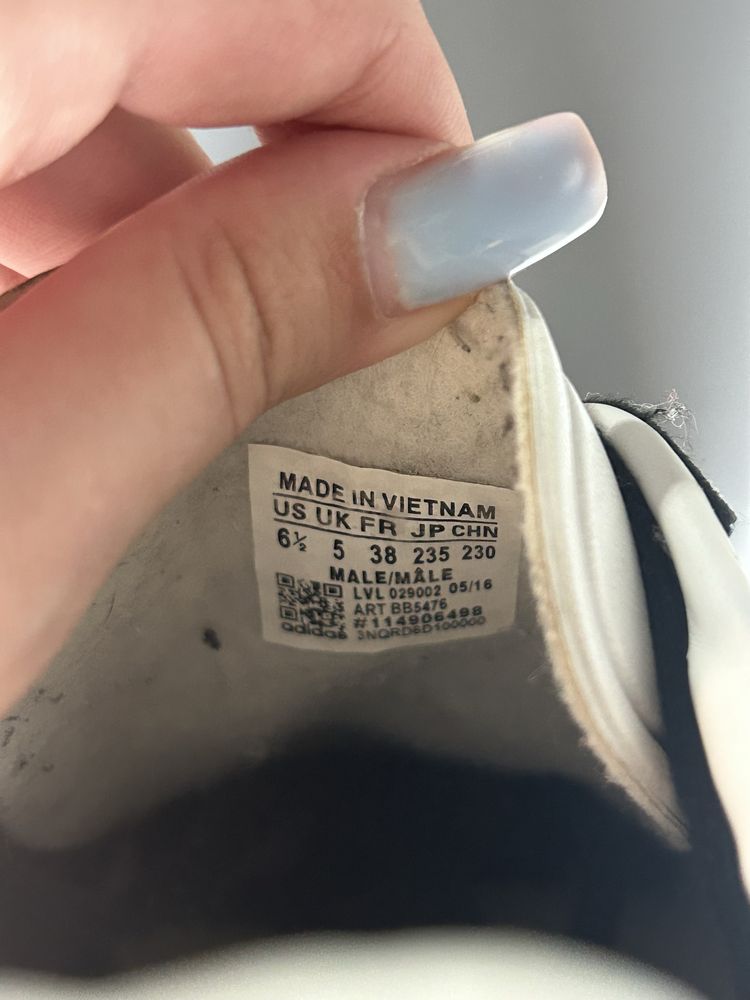 MADE IN VIETNAM
US UK FR JP CHN
6½ 5 38 235 230
MALE/MÂLE
LVL 029002 05/16
ART BB5476
#114906498
adidas 3NQRD6D100000